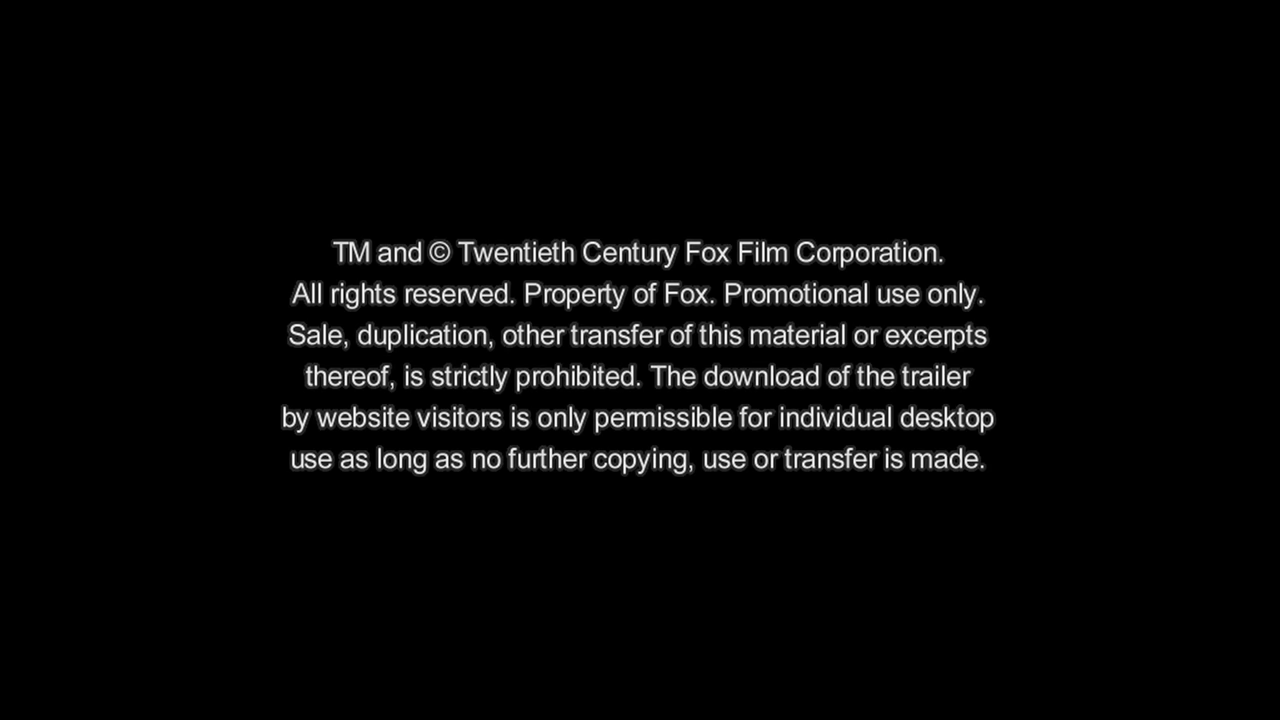 TM and © Twentieth Century Fox Film Corporation.
All rights reserved. Property of Fox. Promotional use only.
Sale, duplication, other transfer of this material or excerpts
thereof, is strictly prohibited. The download of the trailer
by website visitors is only permissible for individual desktop
use as long as no further copying, use or transfer is made.